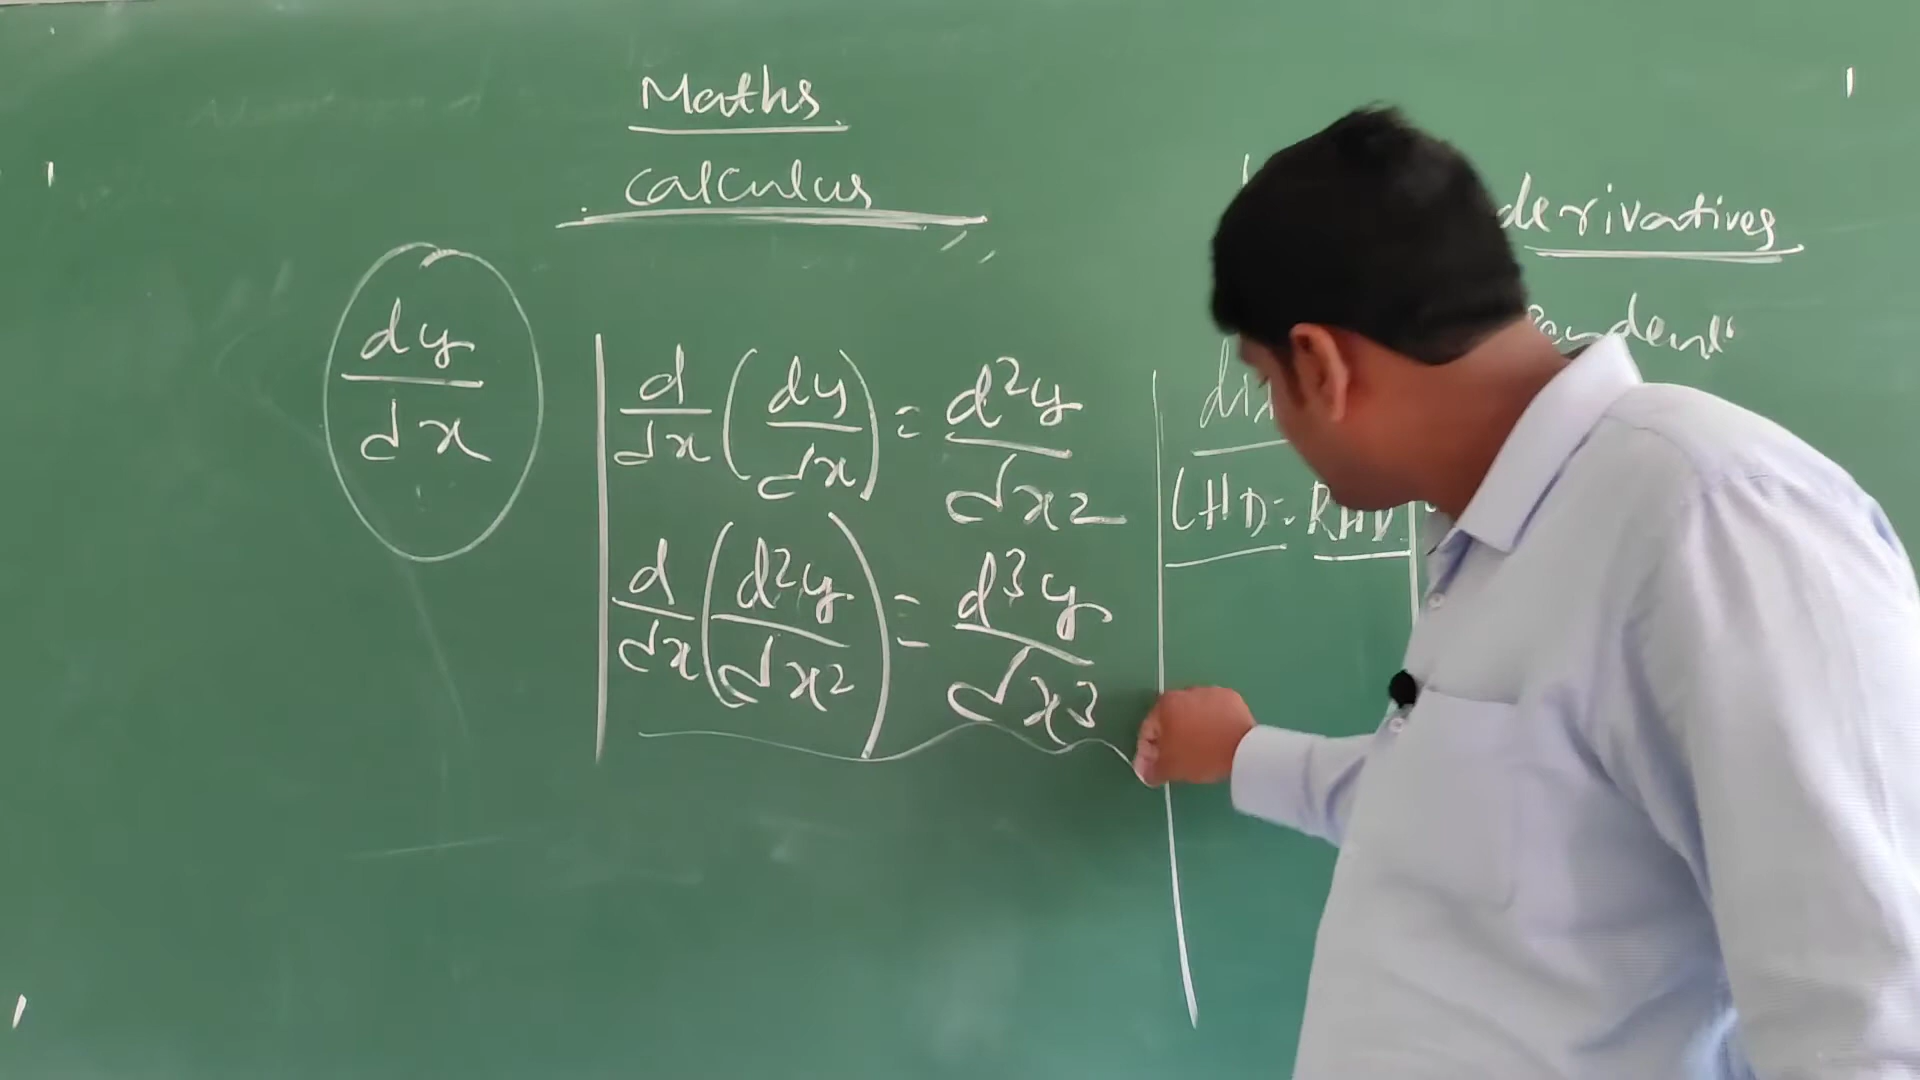 Maths
Calculus
derivatives
dy/dx
d/dx (dy/dx) = d²y/dx²
LHD = RHD
d/dx (d²y/dx²) = d³y/dx³